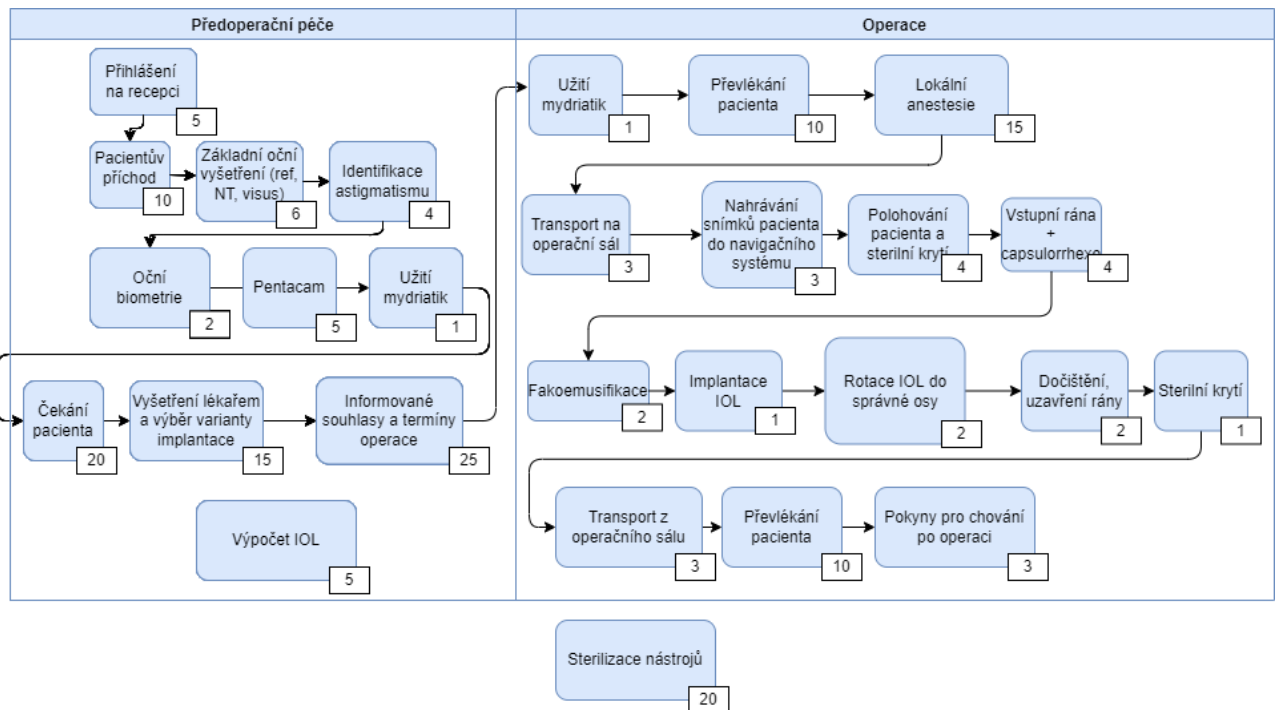 Předoperační péče
Operace
Přihlášení
na recepci
5
Pacientův
příchod
10
Základní oční
vyšetření (ref,
NT, visus)
6
Identifikace
astigmatismu
4
Oční
biometrie
2
Pentacam
5
Užití
mydriatik
1
Čekání
pacienta
20
Vyšetření lékařem
a výběr varianty
implantace
15
Informované
souhlasy a termíny
operace
25
Výpočet IOL
5
Užití
mydriatik
1
Převlékání
pacienta
10
Lokální
anestesie
15
Transport na
operační sál
3
Nahrávání
snímků pacienta
do navigačního
systému
3
Polohování
pacienta a
sterilní krytí
4
Vstupní rána
+
capsulorrhexe
4
Fakoemusifikace
2
Implantace
IOL
1
Rotace IOL do
správné osy
2
Dočištění,
uzavření rány
2
Sterilní krytí
1
Transport z
operačního sálu
3
Převlékání
pacienta
10
Pokyny pro chování
po operaci
3
Sterilizace nástrojů
20